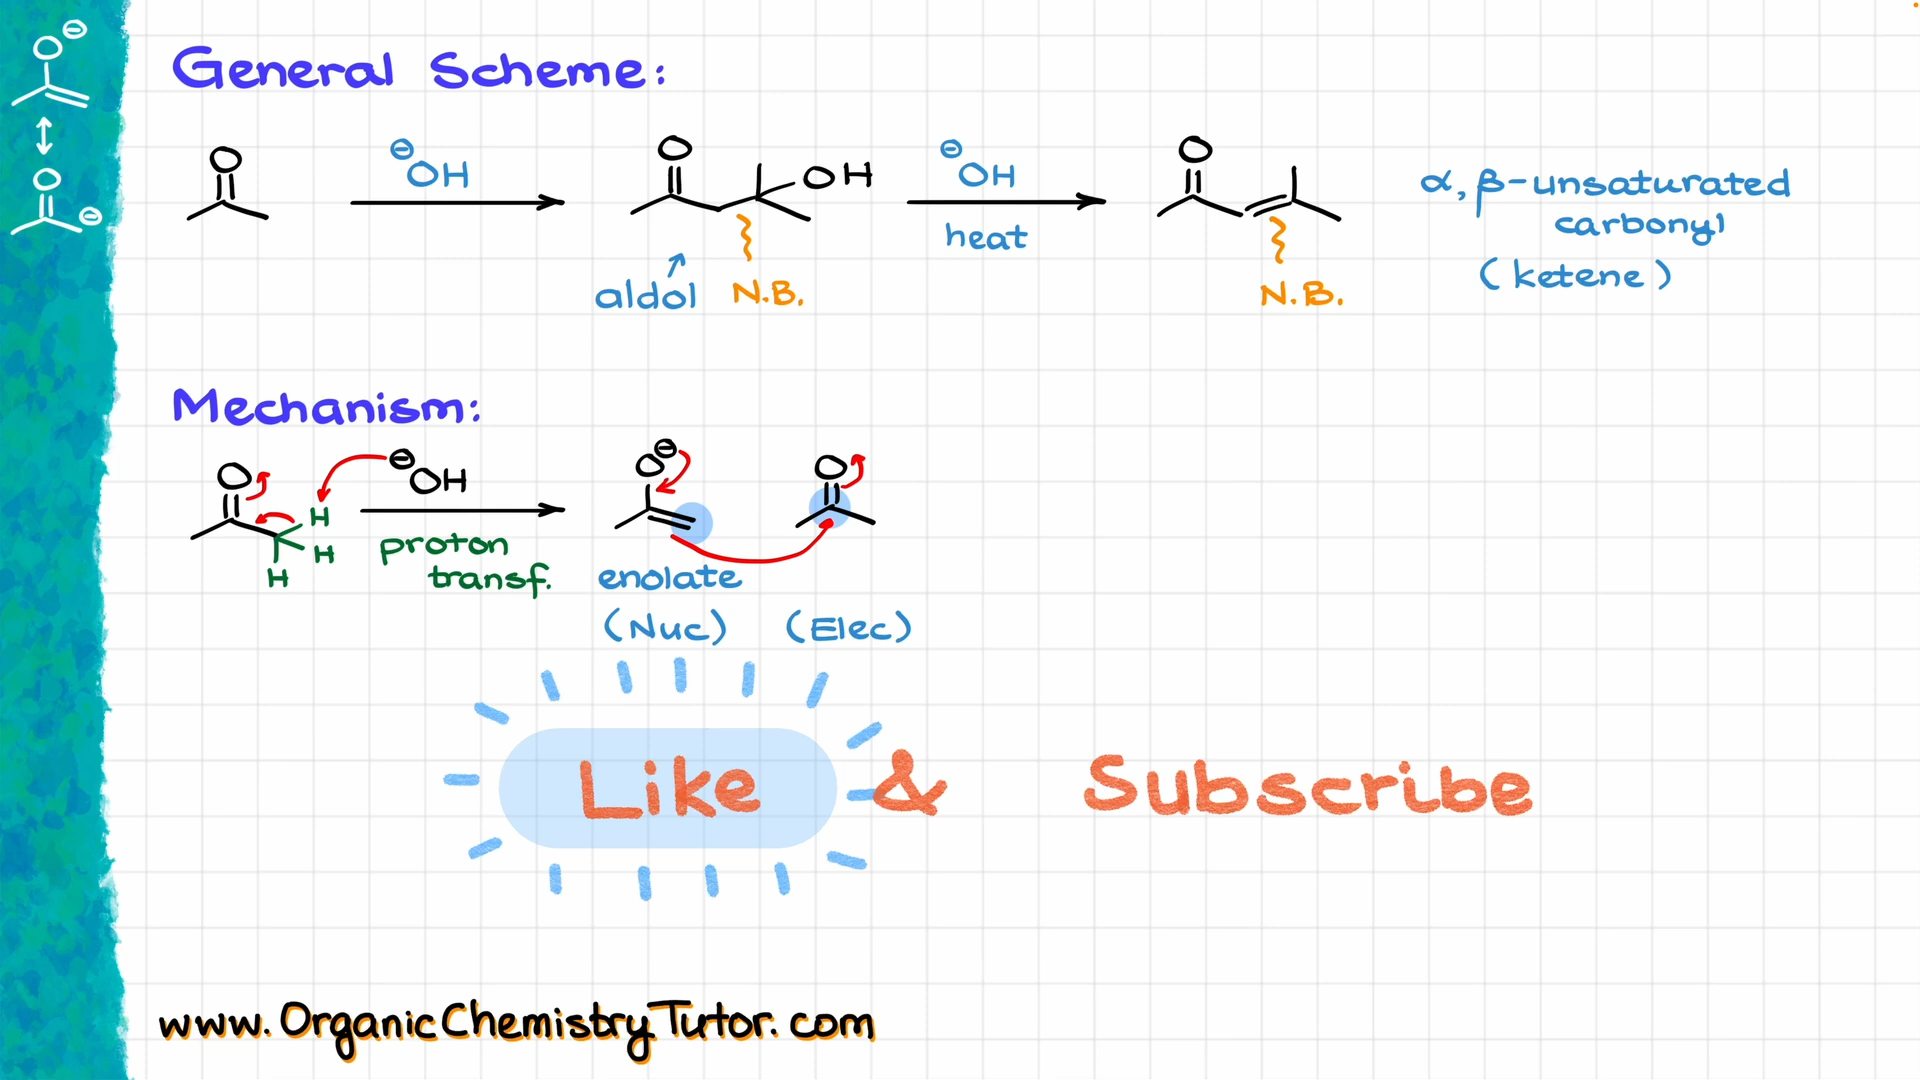 General Scheme:
O
⊖
OH
O
OH
⊖
OH
heat
O
α, β-unsaturated
carbonyl
(ketene)
aldol
N.B.
N.B.
Mechanism:
O
⊖
OH
H
H
H
proton
transf.
O⊖
O
enolate
(Nuc)
(Elec)
Like & Subscribe
www.OrganicChemistryTutor.com
O⊖
O
⊖